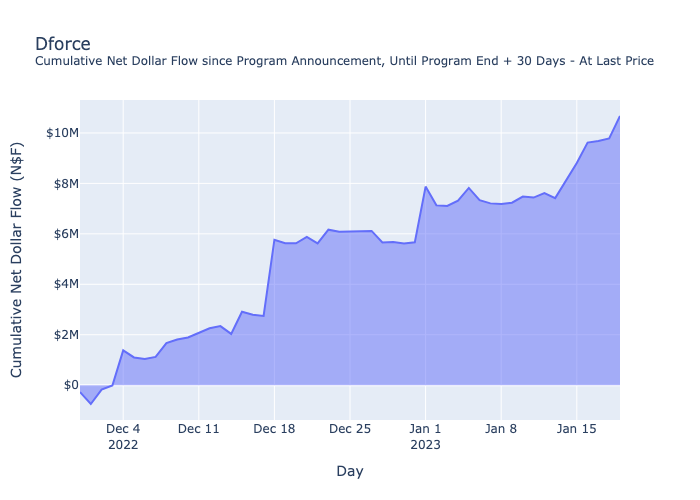 Dforce
Cumulative Net Dollar Flow since Program Announcement, Until Program End + 30 Days - At Last Price
Cumulative Net Dollar Flow (N$F)
$10M
$8M
$6M
$4M
$2M
$0
Dec 4
2022
Dec 11
Dec 18
Dec 25
Jan 1
2023
Jan 8
Jan 15
Day